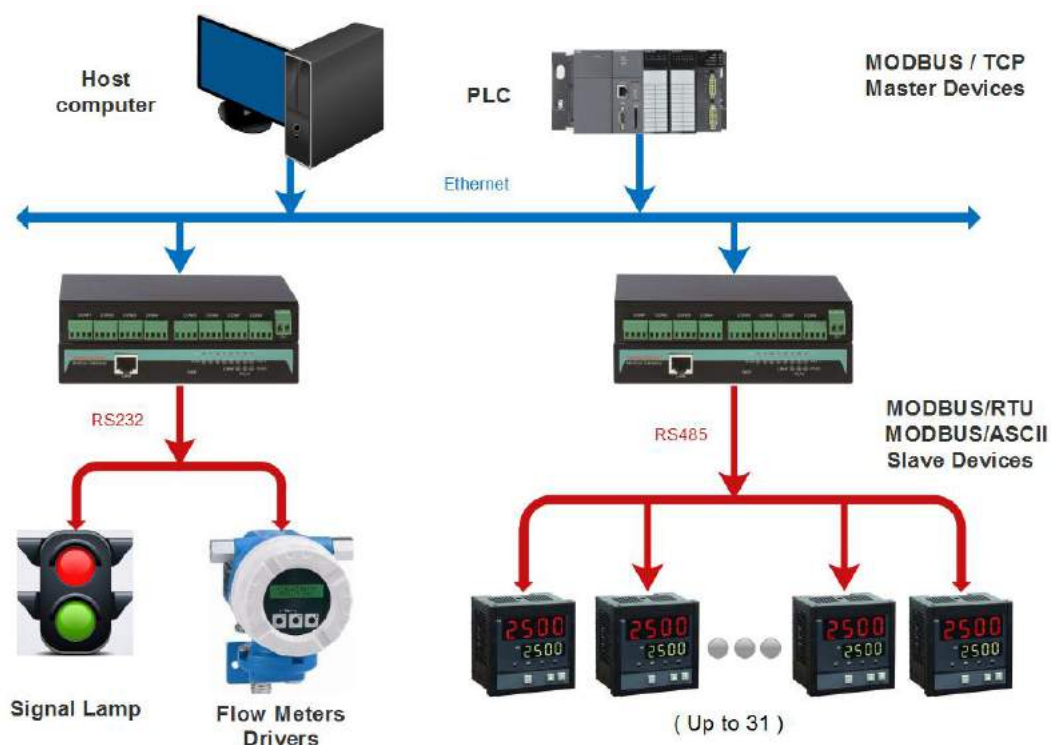 Host
computer
PLC
MODBUS / TCP
Master Devices
Ethernet
RS232
RS485
MODBUS/RTU
MODBUS/ASCII
Slave Devices
2500
2500
2500
2500
2500
2500
2500
2500
Signal Lamp
Flow Meters
Drivers
( Up to 31 )